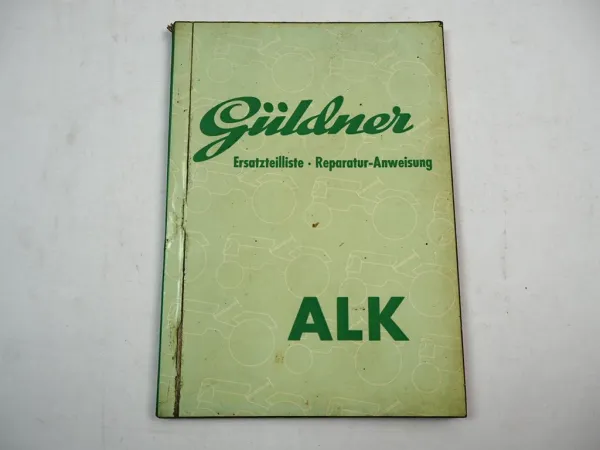 Güldner
Ersatzteilliste · Reparatur-Anweisung
ALK